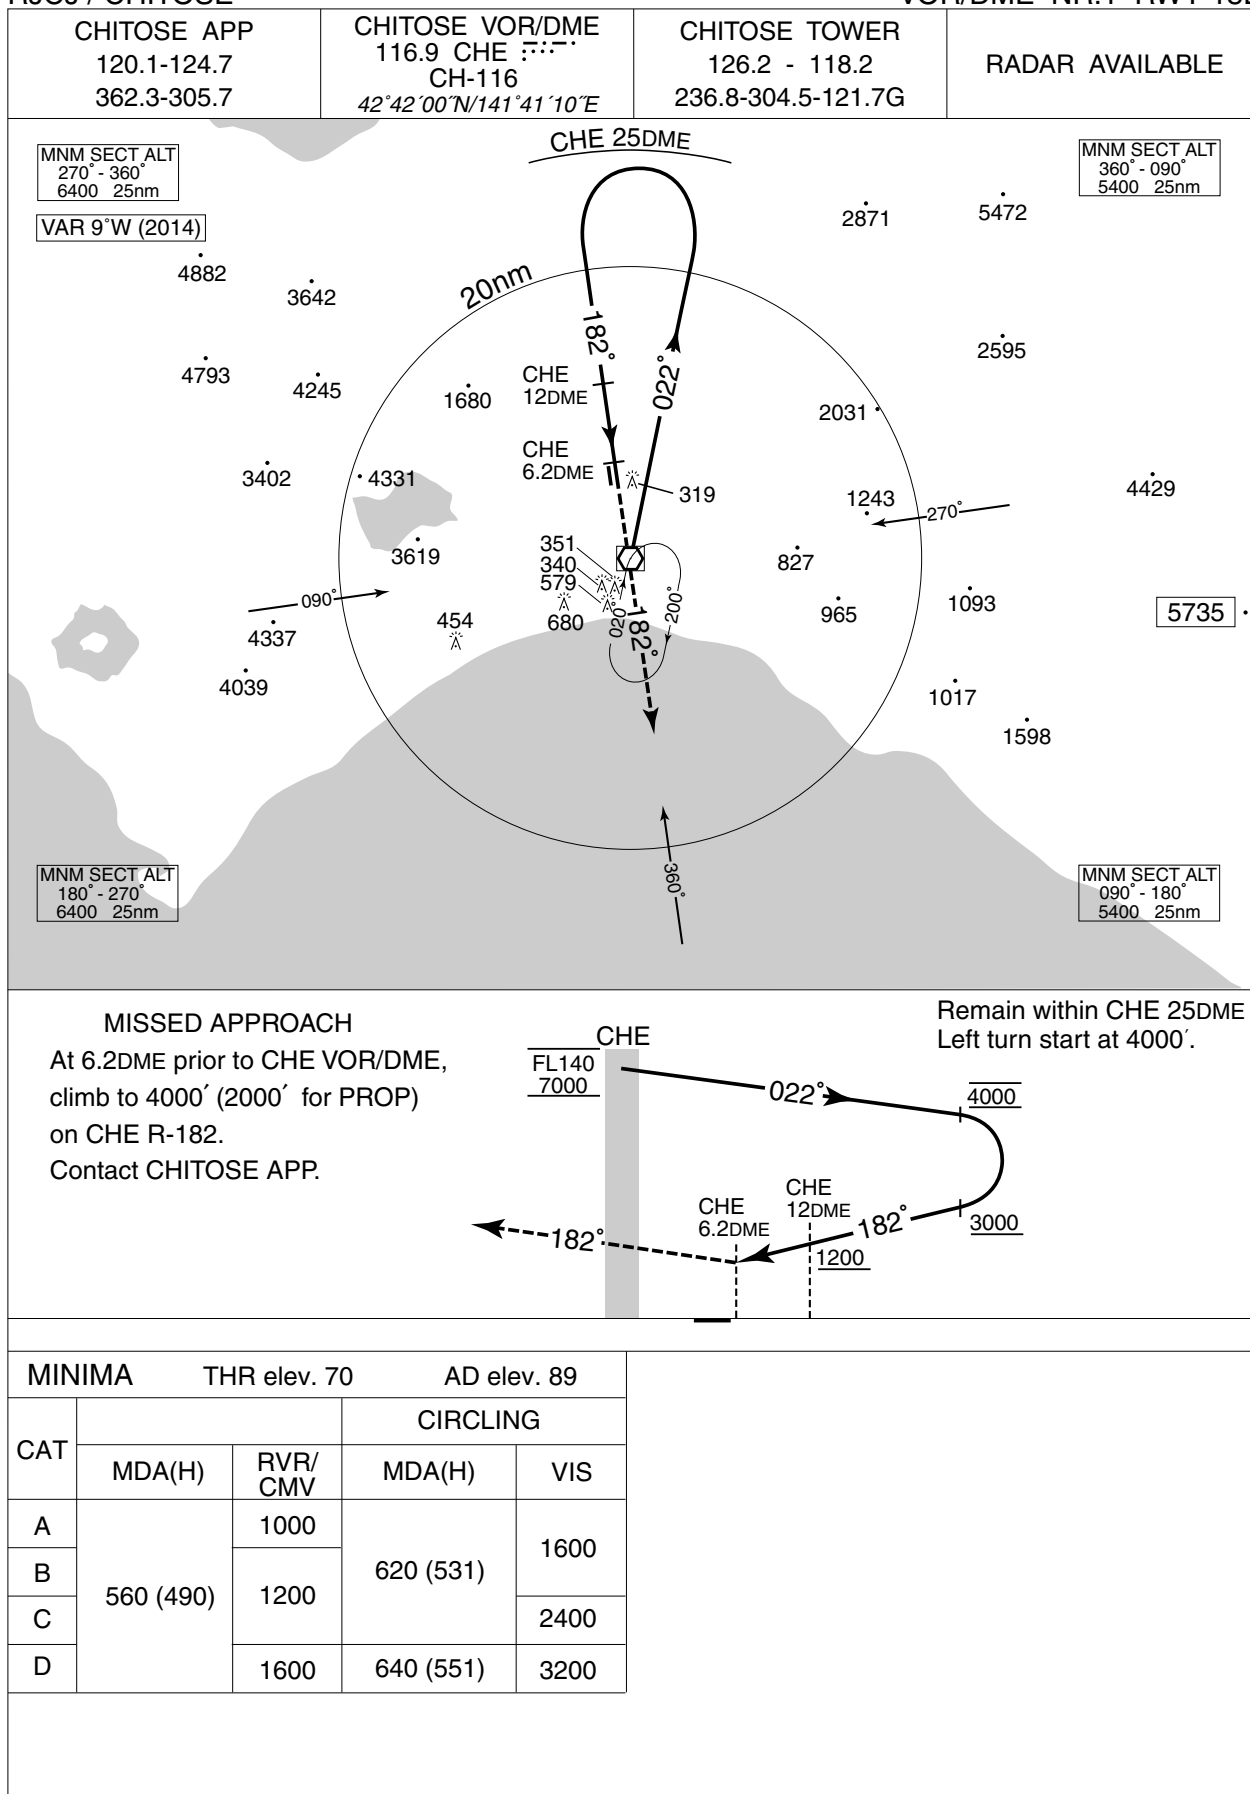 CHITOSE APP
120.1-124.7
362.3-305.7
CHITOSE VOR/DME
116.9 CHE
CH-116
42°42´00˝N/141°41´10˝E
CHITOSE TOWER
126.2 - 118.2
236.8-304.5-121.7G
RADAR AVAILABLE
CHE 25DME
MNM SECT ALT
270° - 360°
6400 25nm
MNM SECT ALT
360° - 090°
5400 25nm
VAR 9°W (2014)
2871
5472
4882
3642
20nm
182°
022°
2595
4793
4245
1680
CHE
12DME
2031
CHE
6.2DME
3402
4331
319
1243
4429
270°
3619
351
340
579
827
090°
454
680
020°
182°
200°
965
1093
5735
4337
4039
1017
1598
360°
MNM SECT ALT
180° - 270°
6400 25nm
MNM SECT ALT
090° - 180°
5400 25nm
MISSED APPROACH
At 6.2DME prior to CHE VOR/DME,
climb to 4000´ (2000´ for PROP)
on CHE R-182.
Contact CHITOSE APP.
Remain within CHE 25DME
Left turn start at 4000´.
CHE
FL140
7000
022°
4000
CHE
12DME
CHE
6.2DME
182°
3000
182°
1200
MINIMA THR elev. 70 AD elev. 89
CAT
CIRCLING
MDA(H)
RVR/
CMV
MDA(H)
VIS
A
1000
1600
B
560 (490)
1200
620 (531)
C
2400
D
1600
640 (551)
3200